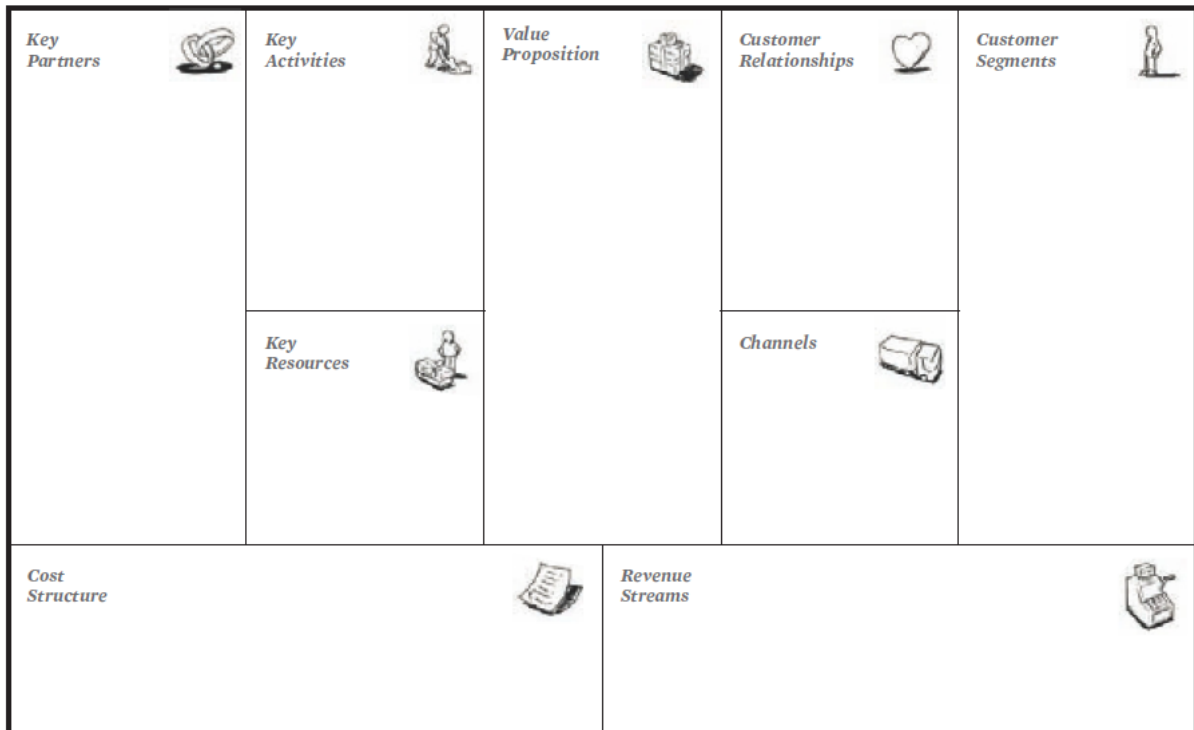 Key
Partners
Key
Activities
Value
Proposition
Customer
Relationships
Customer
Segments
Key
Resources
Channels
Cost
Structure
Revenue
Streams